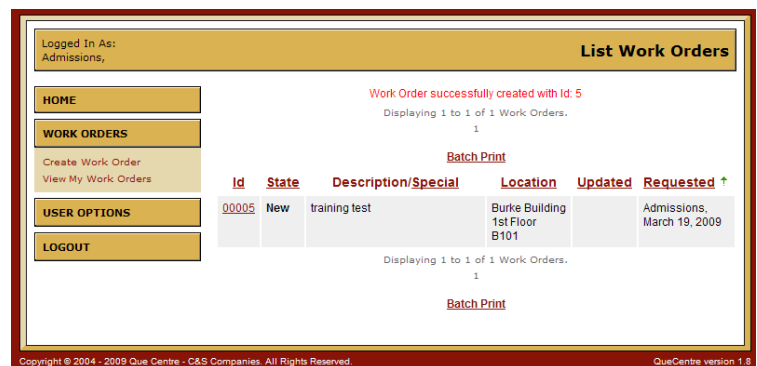 Logged In As:
Admissions,
List Work Orders
HOME
WORK ORDERS
Create Work Order
View My Work Orders
USER OPTIONS
LOGOUT
Work Order successfully created with Id: 5
Displaying 1 to 1 of 1 Work Orders.
1
Batch Print
Id State Description/Special Location Updated Requested ↑
00005 New training test Burke Building Admissions,
1st Floor March 19, 2009
B101
Displaying 1 to 1 of 1 Work Orders.
1
Batch Print
Copyright © 2004 - 2009 Que Centre - C&S Companies. All Rights Reserved. QueCentre version 1.8